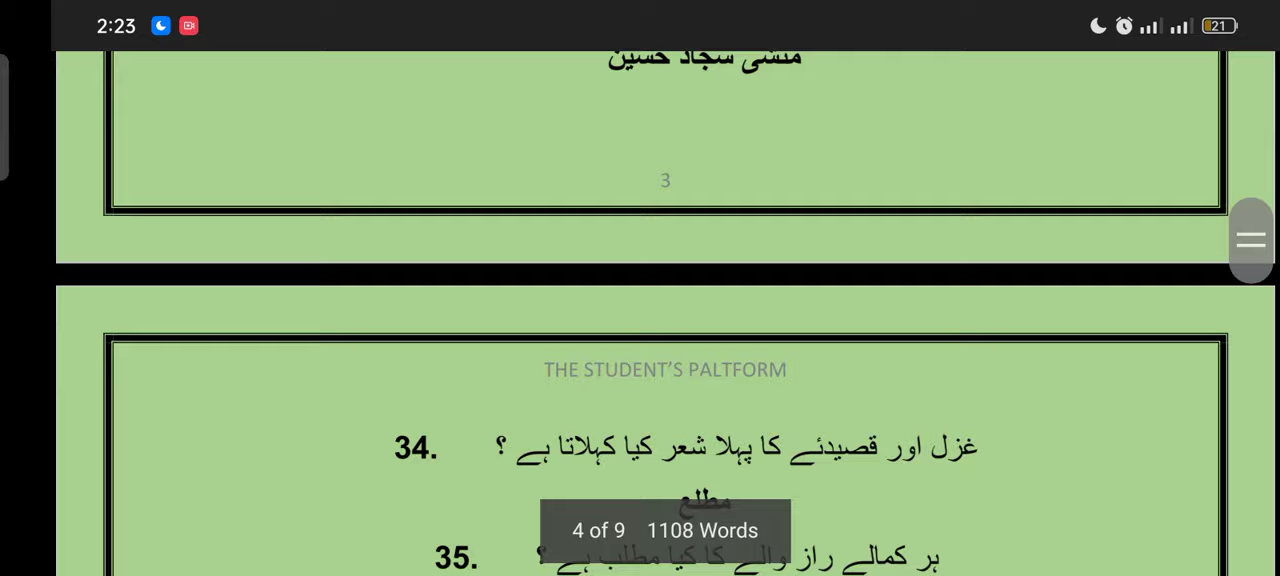 2:23
21
منشی سجاد حسین
3
THE STUDENT'S PALTFORM
34. غزل اور قصیدئے کا پہلا شعر کیا کہلاتا ہے ؟
مطلع
4 of 9 1108 Words
35. ہر کمالے راز والے کا کیا مطلب ہے ؟